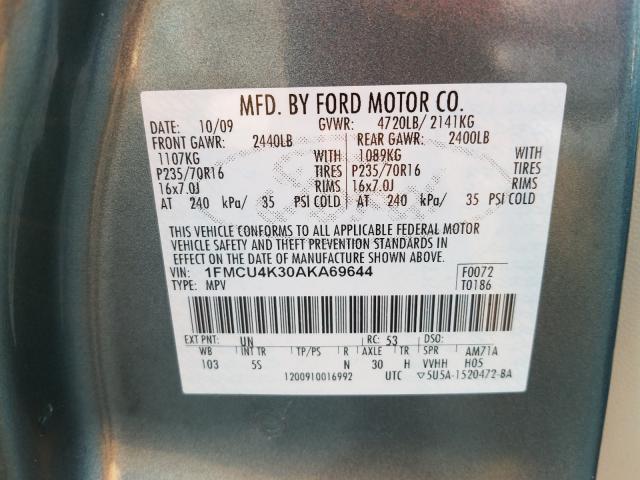 MFD. BY FORD MOTOR CO.
DATE: 10/09 GVWR: 4720LB/ 2141KG
FRONT GAWR: 2440LB REAR GAWR: 2400LB
1107KG WITH 1089KG WITH
P235/70R16 TIRES P235/70R16 TIRES
16x7.0J RIMS 16x7.0J RIMS
AT 240 kPa/ 35 PSI COLD AT 240 kPa/ 35 PSI COLD
THIS VEHICLE CONFORMS TO ALL APPLICABLE FEDERAL MOTOR
VEHICLE SAFETY AND THEFT PREVENTION STANDARDS IN
EFFECT ON THE DATE OF MANUFACTURE SHOWN ABOVE.
VIN: 1FMCU4K30AKA69644 F0072
TYPE: MPV T0186
EXT PNT: UN RC: 53 DSO:
WB INT TR TP/PS R AXLE TR SPR AM71A
103 5S N 30 H VVHH H05
1200910016992 UTC ▽5U5A-1520472-BA